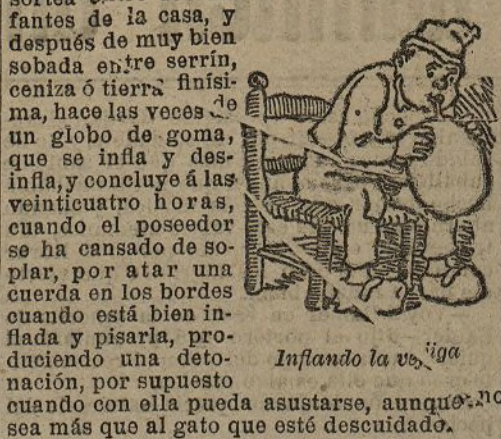 fantes de la casa, y
después de muy bien
sobada entre serrín,
ceniza ó tierra finísi-
ma, hace las veces de
un globo de goma,
que se infla y des-
infla, y concluye á las
veinticuatro horas,
cuando el poseedor
se ha cansado de so-
plar, por atar una
cuerda en los bordes
cuando está bien in-
flada y pisarla, pro-
duciendo una deto-
nación, por supuesto
Inflando la vejiga
cuando con ella pueda asustarse, aunque no
sea más que al gato que esté descuidado.